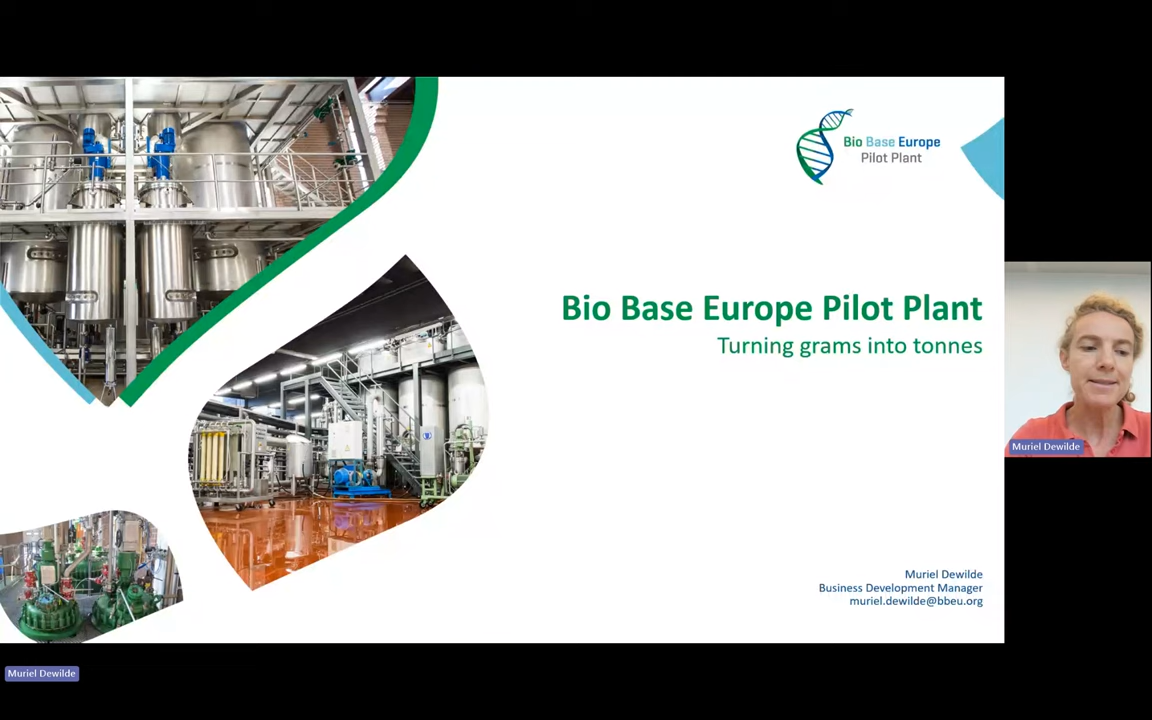 Bio Base Europe
Pilot Plant
Bio Base Europe Pilot Plant
Turning grams into tonnes
Muriel Dewilde
Muriel Dewilde
Business Development Manager
muriel.dewilde@bbeu.org
Muriel Dewilde